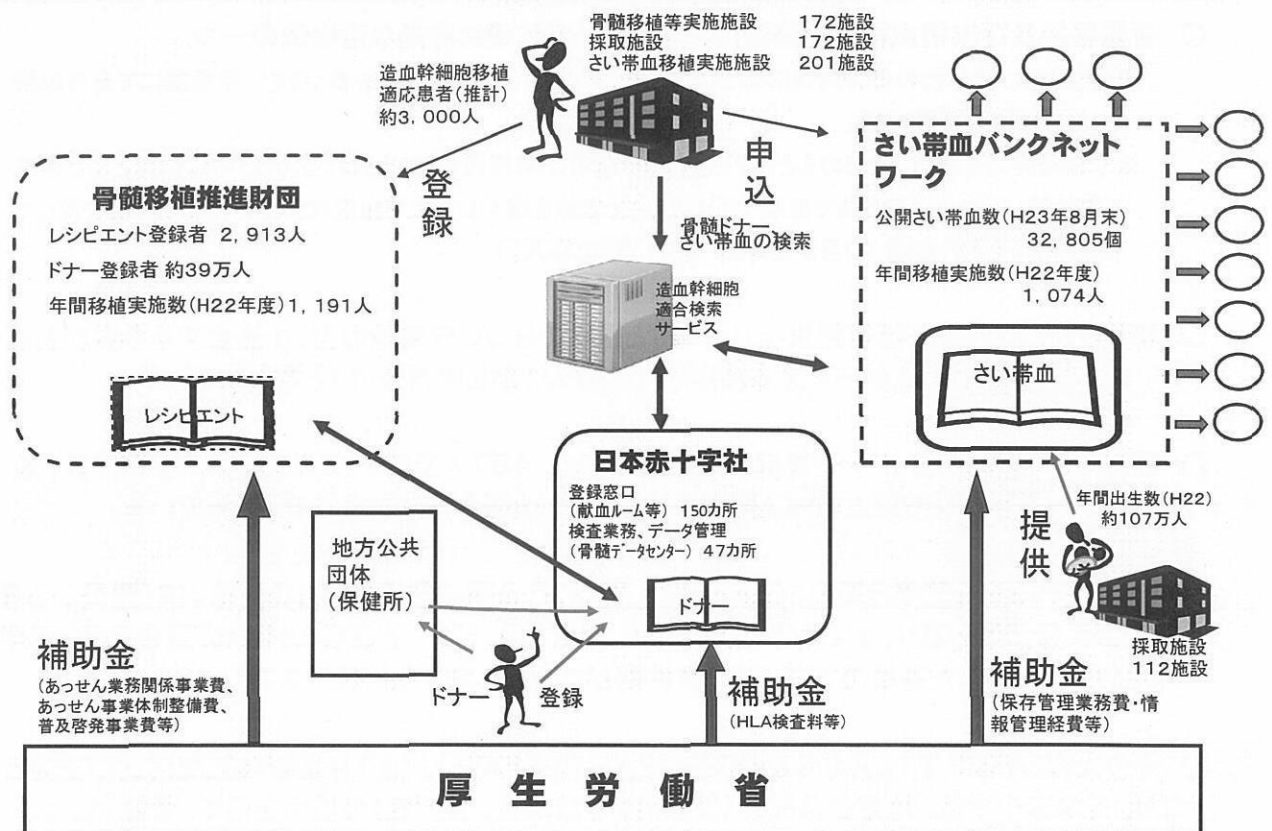 骨髄移植等実施施設 172施設
採取施設 172施設
さい帯血移植実施施設 201施設
造血幹細胞移植
適応患者(推計)
約3,000人
登録
申込
骨髄移植推進財団
レシピエント登録者 2,913人
ドナー登録者 約39万人
年間移植実施数(H22年度)1,191人
レシピエント
骨髄ドナー、
さい帯血の検索
造血幹細胞
適合検索
サービス
さい帯血バンクネット
ワーク
公開さい帯血数(H23年8月末)
32,805個
年間移植実施数(H22年度)
1,074人
さい帯血
日本赤十字社
登録窓口
(献血ルーム等) 150カ所
検査業務、データ管理
(骨髄データセンター) 47カ所
ドナー
地方公共
団体
(保健所)
ドナー 登録
年間出生数(H22)
約107万人
提供
採取施設
112施設
補助金
(あっせん業務関係事業費、
あっせん事業体制整備費、
普及啓発事業費等)
補助金
(HLA検査料等)
補助金
(保存管理業務費・情
報管理経費等)
厚生労働省